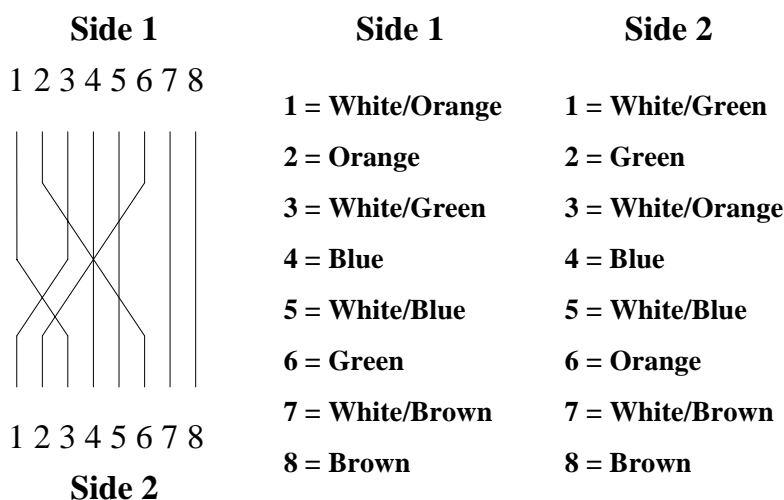 Side 1
1 2 3 4 5 6 7 8
1 2 3 4 5 6 7 8
Side 2
Side 1
1 = White/Orange
2 = Orange
3 = White/Green
4 = Blue
5 = White/Blue
6 = Green
7 = White/Brown
8 = Brown
Side 2
1 = White/Green
2 = Green
3 = White/Orange
4 = Blue
5 = White/Blue
6 = Orange
7 = White/Brown
8 = Brown